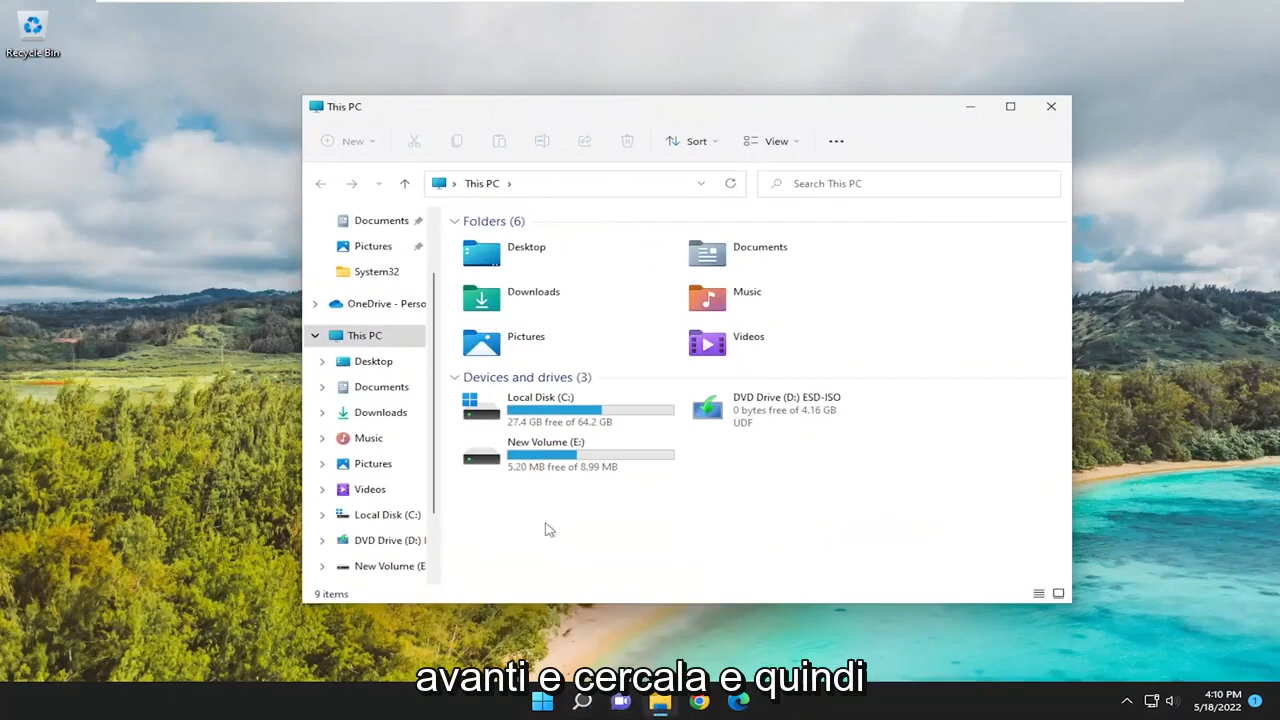 Recycle Bin
This PC
New
Sort
View
This PC
Search This PC
Documents
Pictures
System32
OneDrive - Perso
This PC
Desktop
Documents
Downloads
Music
Pictures
Videos
Local Disk (C:)
DVD Drive (D:)
New Volume (E
Folders (6)
Desktop
Documents
Downloads
Music
Pictures
Videos
Devices and drives (3)
Local Disk (C:)
27.4 GB free of 64.2 GB
DVD Drive (D:) ESD-ISO
0 bytes free of 4.16 GB
UDF
New Volume (E:)
5.20 MB free of 8.99 MB
9 items
avanti e cercala e quindi
4:10 PM
5/18/2022
1